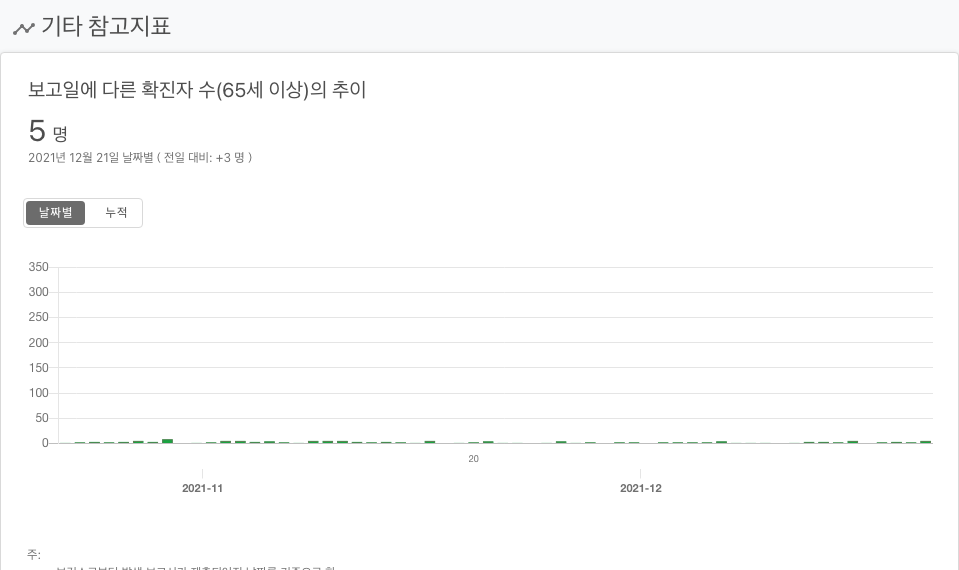 기타 참고지표
보고일에 다른 확진자 수(65세 이상)의 추이
5 명
2021년 12월 21일 날짜별 ( 전일 대비: +3 명 )
날짜별 누적
350
300
250
200
150
100
50
0
20
2021-11 2021-12
주: